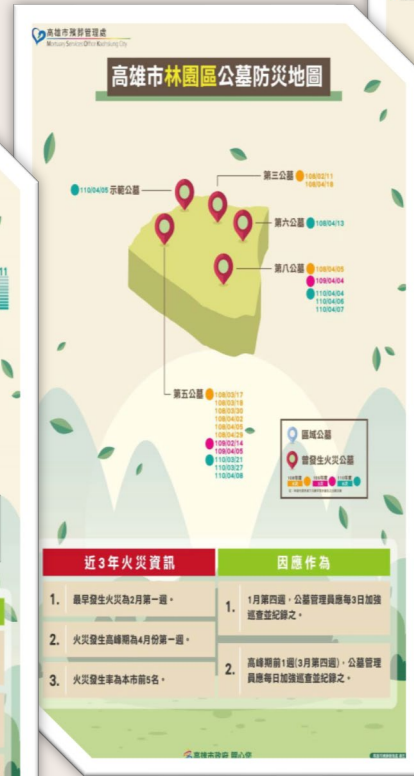 高雄市殯葬管理處
Mortuary Services Office Kaohsiung City
高雄市林園區公墓防災地圖
第三公墓 108/02/11
108/04/18
110/04/05 示範公墓
第六公墓 108/04/13
第八公墓 108/04/05
109/04/04
110/04/04
110/04/06
110/04/07
第五公墓 108/03/17
108/03/18
108/03/30
108/04/02
108/04/05
108/04/29
109/02/14
109/04/05
110/03/21
110/03/27
110/04/08
區域公墓
曾發生火災公墓
近3年火災資訊
1. 最早發生火災為2月第一週。
2. 火災發生高峰期為4月份第一週。
3. 火災發生率為本市前5名。
因應作為
1. 1月第四週,公墓管理員應每3日加強
巡查並紀錄之。
2. 高峰期前1週(3月第四週),公墓管理
員應每日加強巡查並紀錄之。
高雄市政府 關心您